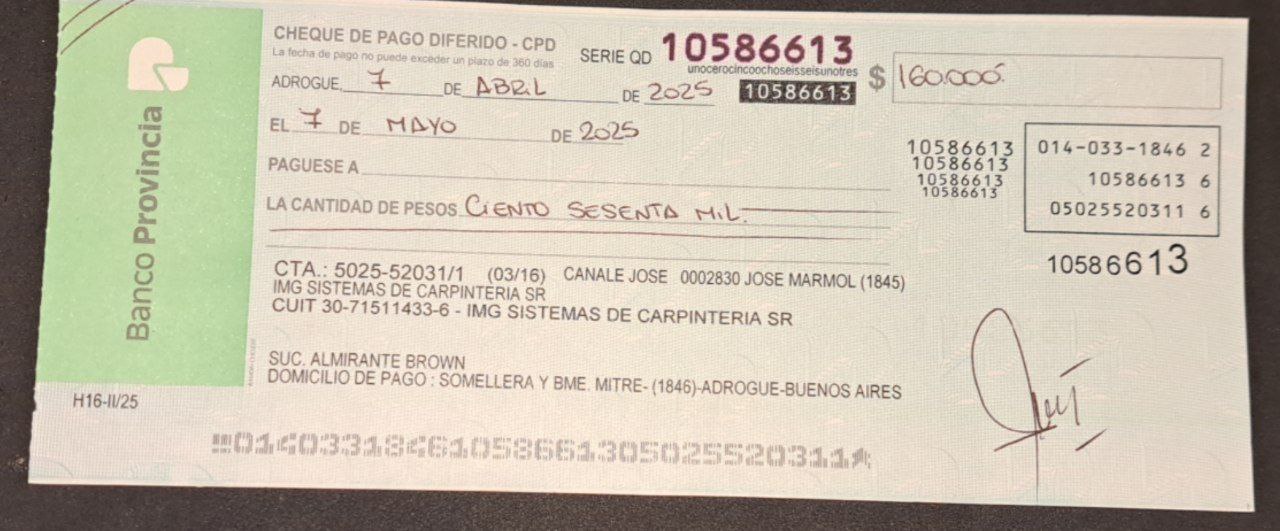 Banco Provincia
CHEQUE DE PAGO DIFERIDO - CPD
La fecha de pago no puede exceder un plazo de 360 días
SERIE QD 10586613
unocerocincoochoseisseisunotres
10586613
$ 160.000.
ADROGUE, 7 DE ABRIL DE 2025
EL 7 DE MAYO DE 2025
PAGUESE A
LA CANTIDAD DE PESOS CIENTO SESENTA MIL.
10586613
10586613
10586613
10586613
014-033-1846 2
10586613 6
05025520311 6
10586613
CTA.: 5025-52031/1 (03/16) CANALE JOSE 0002830 JOSE MARMOL (1845)
IMG SISTEMAS DE CARPINTERIA SR
CUIT 30-71511433-6 - IMG SISTEMAS DE CARPINTERIA SR
SUC. ALMIRANTE BROWN
DOMICILIO DE PAGO : SOMELLERA Y BME. MITRE- (1846)-ADROGUE-BUENOS AIRES
H16-II/25
01403318461058661305025520311